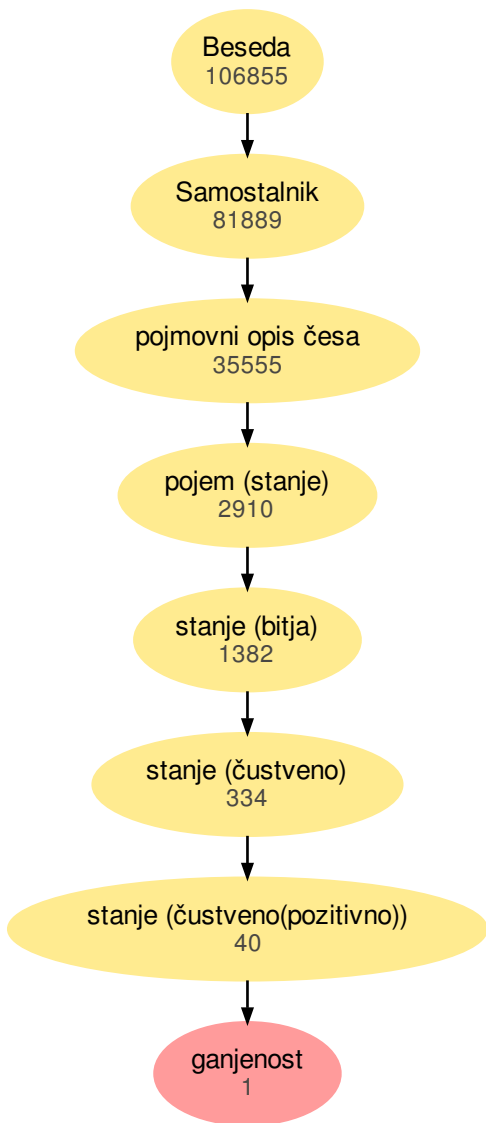 Beseda
106855
Samostalnik
81889
pojmovni opis česa
35555
pojem (stanje)
2910
stanje (bitja)
1382
stanje (čustveno)
334
stanje (čustveno(pozitivno))
40
ganjenost
1